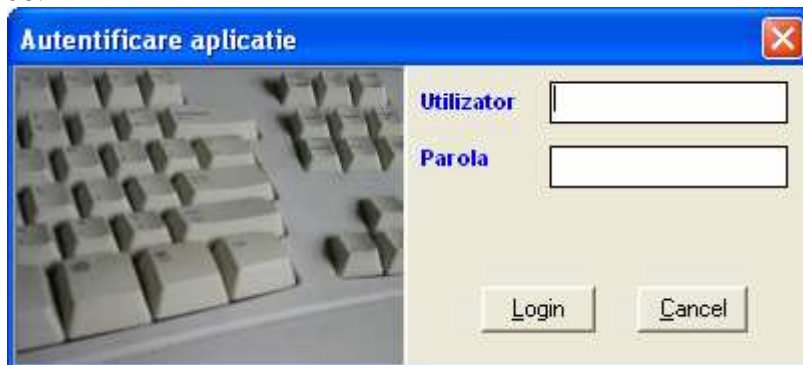 Autentificare aplicatie
Utilizator
Parola
Login
Cancel